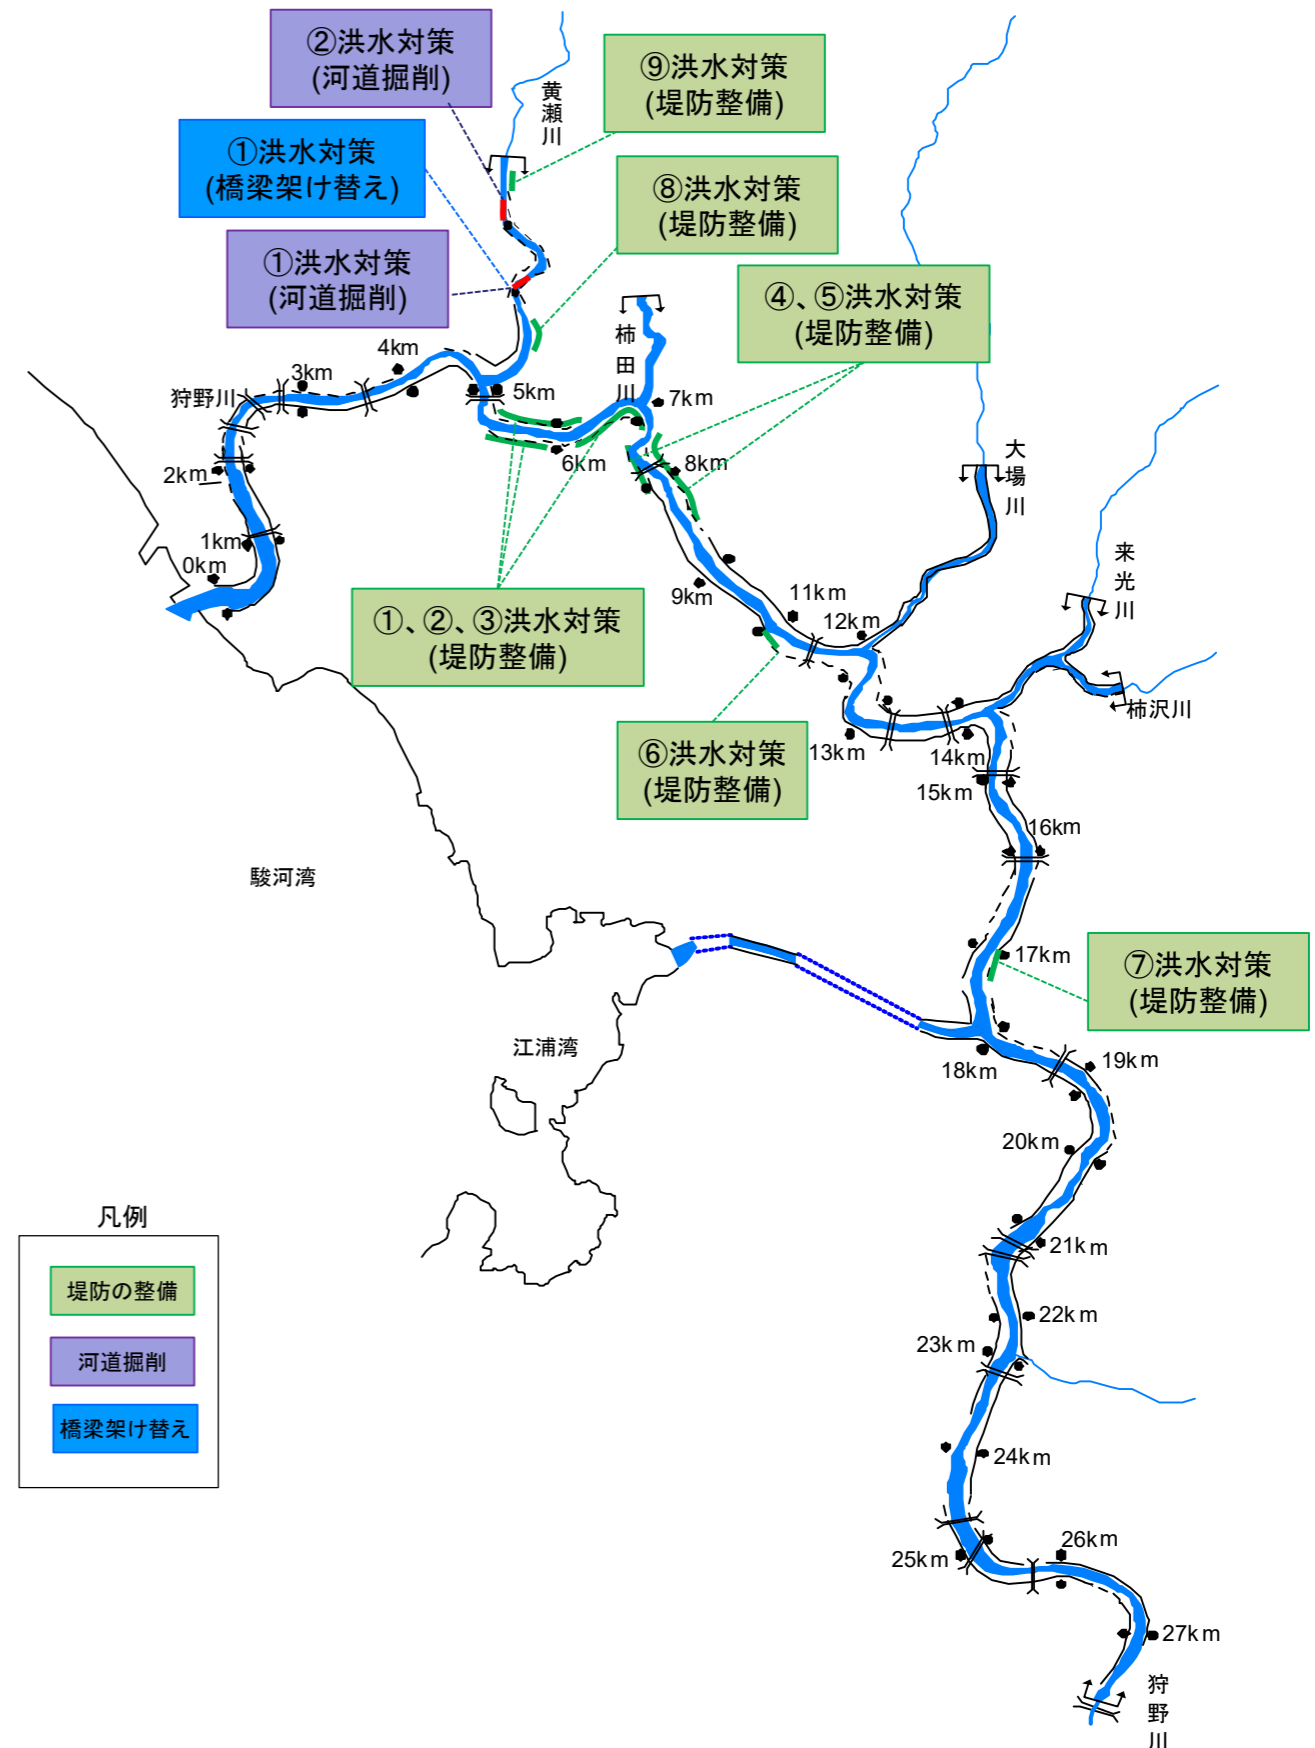 ②洪水対策
(河道掘削)
黄瀬川
⑨洪水対策
(堤防整備)
①洪水対策
(橋梁架け替え)
⑧洪水対策
(堤防整備)
①洪水対策
(河道掘削)
④、⑤洪水対策
(堤防整備)
柿田川
4km
3km
狩野川
5km
7km
6km
8km
2km
大場川
1km
0km
来光川
9km
11km
12km
①、②、③洪水対策
(堤防整備)
柿沢川
⑥洪水対策
(堤防整備)
13km
14km
15km
16km
駿河湾
17km
⑦洪水対策
(堤防整備)
江浦湾
18km
19km
20km
21km
22km
23km
24km
25km
26km
27km
狩野川
凡例
堤防の整備
河道掘削
橋梁架け替え